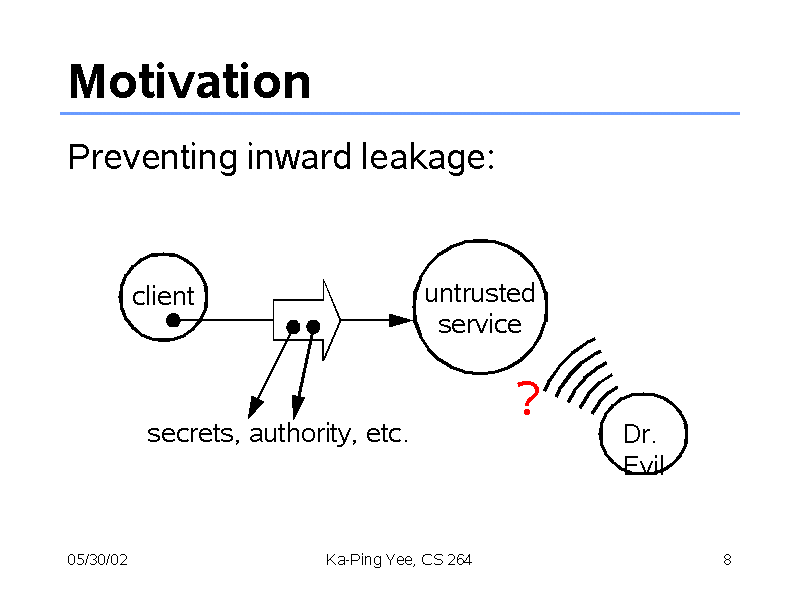 Motivation
Preventing inward leakage:
client
untrusted
service
?
secrets, authority, etc.
Dr.
Evil
05/30/02
Ka-Ping Yee, CS 264
8